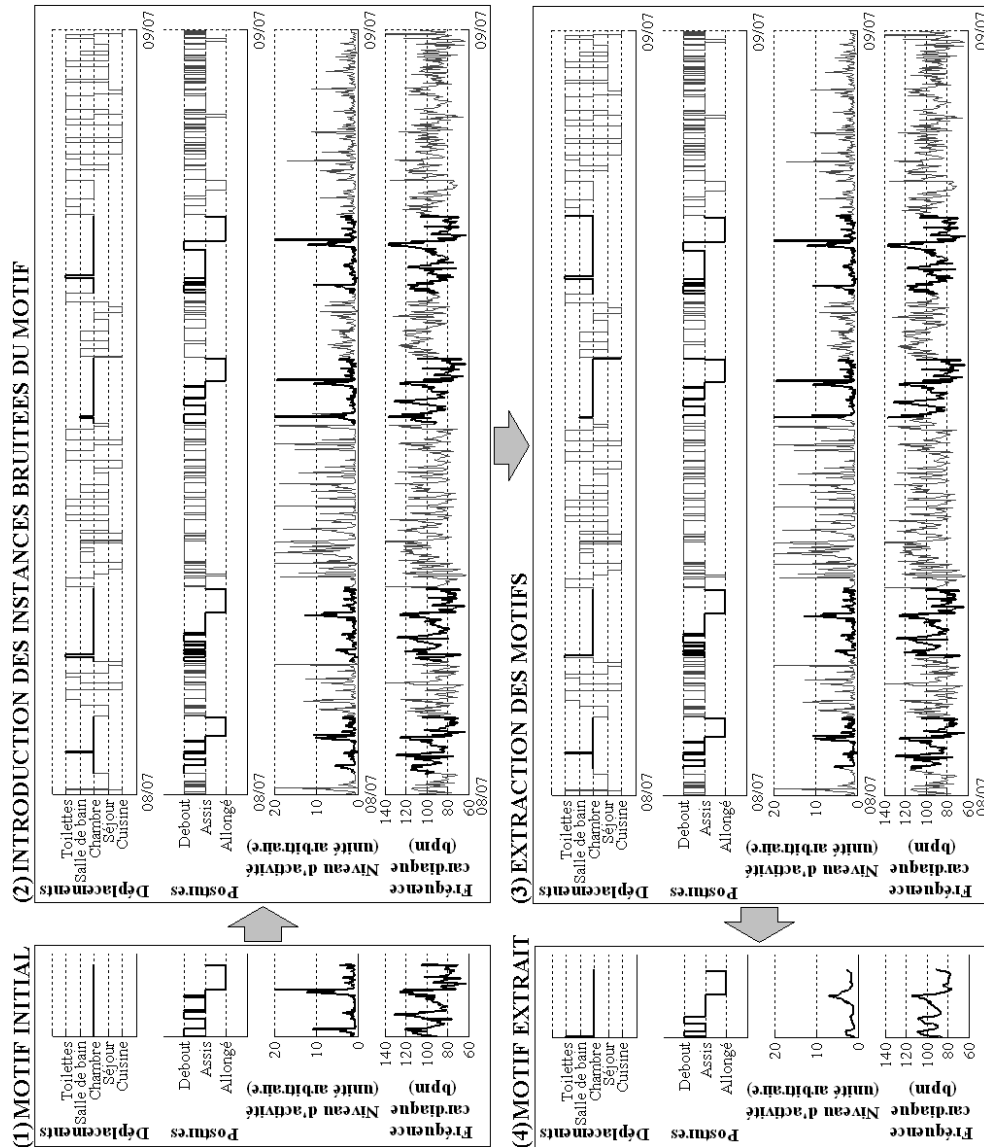 (1) MOTIF INITIAL
Déplacements
Toilettes
Salle de bain
Chambre
Séjour
Cuisine
Postures
Debout
Assis
Allongé
Niveau d'activité
(unité arbitraire)
20
10
0
Fréquence
cardiaque
(bpm)
140
120
100
80
60
(2) INTRODUCTION DES INSTANCES BRUITEES DU MOTIF
Déplacements
Toilettes
Salle de bain
Chambre
Séjour
Cuisine
08/07
09/07
Postures
Debout
Assis
Allongé
08/07
09/07
Niveau d'activité
(unité arbitraire)
20
10
0
08/07
09/07
Fréquence
cardiaque
(bpm)
140
120
100
80
60
08/07
09/07
(3) EXTRACTION DES MOTIFS
Déplacements
Toilettes
Salle de bain
Chambre
Séjour
Cuisine
08/07
09/07
Postures
Debout
Assis
Allongé
08/07
09/07
Niveau d'activité
(unité arbitraire)
20
10
0
08/07
09/07
Fréquence
cardiaque
(bpm)
140
120
100
80
60
08/07
09/07
(4) MOTIF EXTRAIT
Déplacements
Toilettes
Salle de bain
Chambre
Séjour
Cuisine
Postures
Debout
Assis
Allongé
Niveau d'activité
(unité arbitraire)
20
10
0
Fréquence
cardiaque
(bpm)
140
120
100
80
60